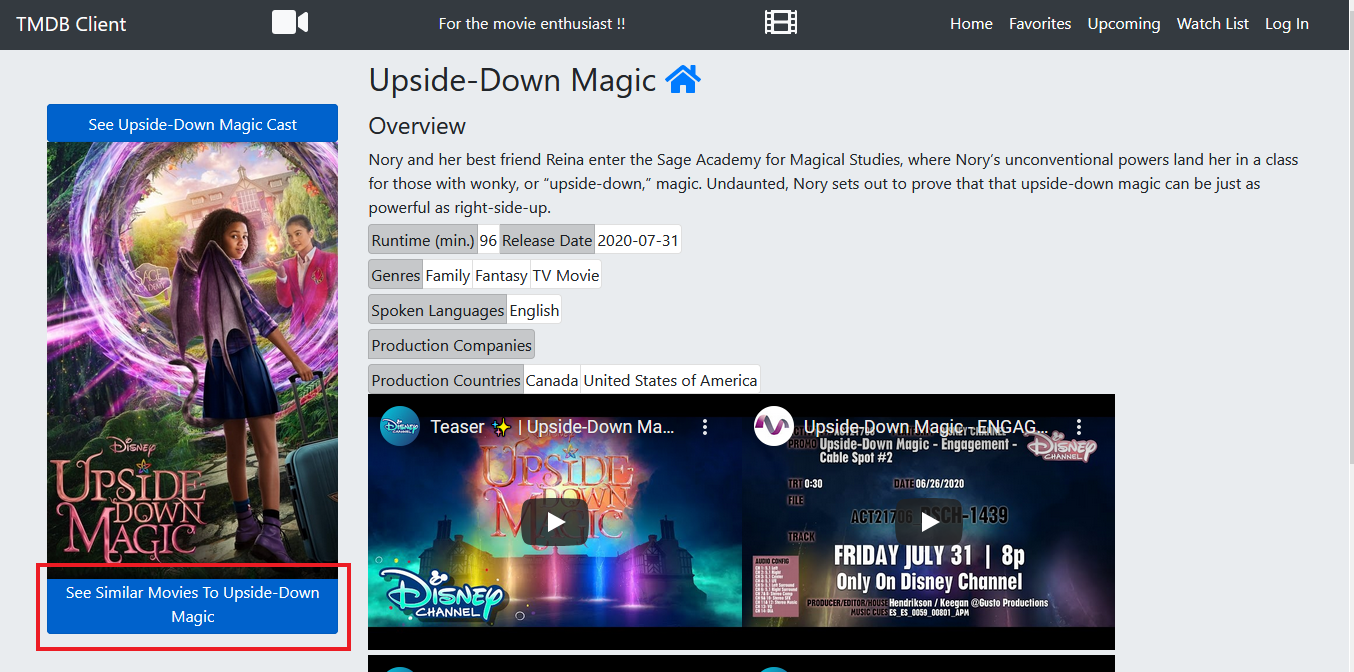 TMDB Client
For the movie enthusiast !!
Home Favorites Upcoming Watch List Log In
Upside-Down Magic
See Upside-Down Magic Cast
Overview
Nory and her best friend Reina enter the Sage Academy for Magical Studies, where Nory’s unconventional powers land her in a class
for those with wonky, or “upside-down,” magic. Undaunted, Nory sets out to prove that that upside-down magic can be just as
powerful as right-side-up.
Runtime (min.) 96 Release Date 2020-07-31
Genres Family Fantasy TV Movie
Spoken Languages English
Production Companies
Production Countries Canada United States of America
SAGE
ACADEMY
Disney
UPSIDE
DOWN
MAGIC
See Similar Movies To Upside-Down
Magic
Disney
CHANNEL
Teaser ✨ | Upside-Down Ma...
UPSIDE
DOWN
MAGIC
Disney
CHANNEL
Upside-Down Magic - ENGAG...
PROMO Upside-Down Magic - Engagement -
Cable Spot #2
Disney
CHANNEL
TRT 0:30 DATE 06/26/2020
FILE
ACT21706 DSCH-1439
TRACK
FRIDAY JULY 31 | 8p
Only On Disney Channel
AUDIO CONFIG
PRODUCER/EDITOR/HOUSE Hendrikson / Keegan @Gusto Productions
MUSIC CUES ES_ES_0059_00801_APM